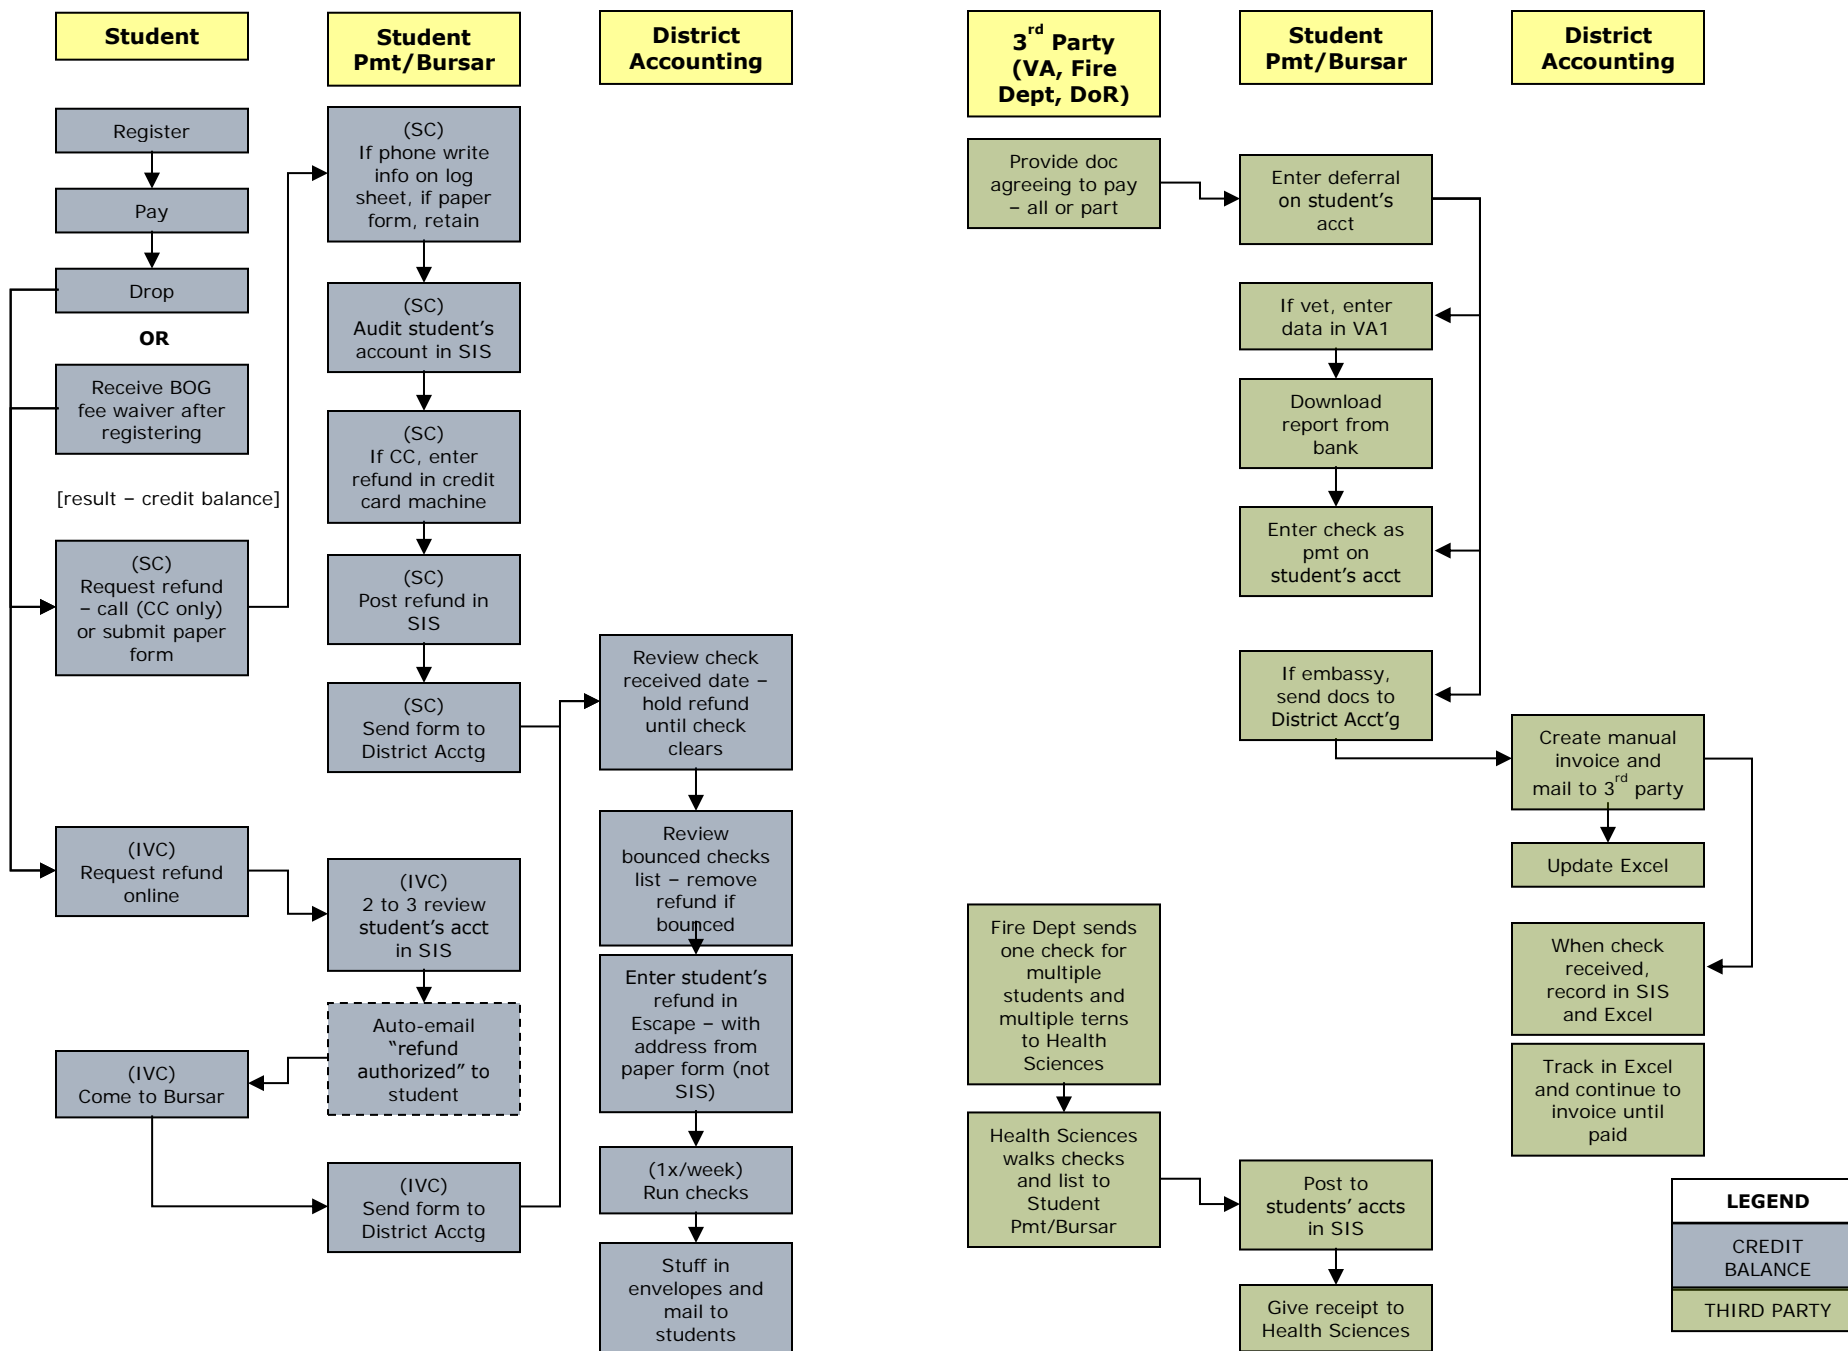 Student
Student
Pmt/Bursar
District
Accounting
Register
Pay
Drop
OR
Receive BOG
fee waiver after
registering
[result – credit balance]
(SC)
Request refund
– call (CC only)
or submit paper
form
(IVC)
Request refund
online
(IVC)
Come to Bursar
(SC)
If phone write
info on log
sheet, if paper
form, retain
(SC)
Audit student’s
account in SIS
(SC)
If CC, enter
refund in credit
card machine
(SC)
Post refund in
SIS
(SC)
Send form to
District Acctg
(IVC)
2 to 3 review
student’s acct
in SIS
Auto-email
“refund
authorized” to
student
(IVC)
Send form to
District Acctg
Review check
received date –
hold refund
until check
clears
Review
bounced checks
list – remove
refund if
bounced
Enter student’s
refund in
Escape – with
address from
paper form (not
SIS)
(1x/week)
Run checks
Stuff in
envelopes and
mail to
students
3rd Party
(VA, Fire
Dept, DoR)
Student
Pmt/Bursar
District
Accounting
Provide doc
agreeing to pay
– all or part
Enter deferral
on student’s
acct
If vet, enter
data in VA1
Download
report from
bank
Enter check as
pmt on
student’s acct
If embassy,
send docs to
District Acct’g
Create manual
invoice and
mail to 3rd party
Update Excel
When check
received,
record in SIS
and Excel
Track in Excel
and continue to
invoice until
paid
Fire Dept sends
one check for
multiple
students and
multiple terns
to Health
Sciences
Health Sciences
walks checks
and list to
Student
Pmt/Bursar
Post to
students’ accts
in SIS
Give receipt to
Health Sciences
LEGEND
CREDIT
BALANCE
THIRD PARTY